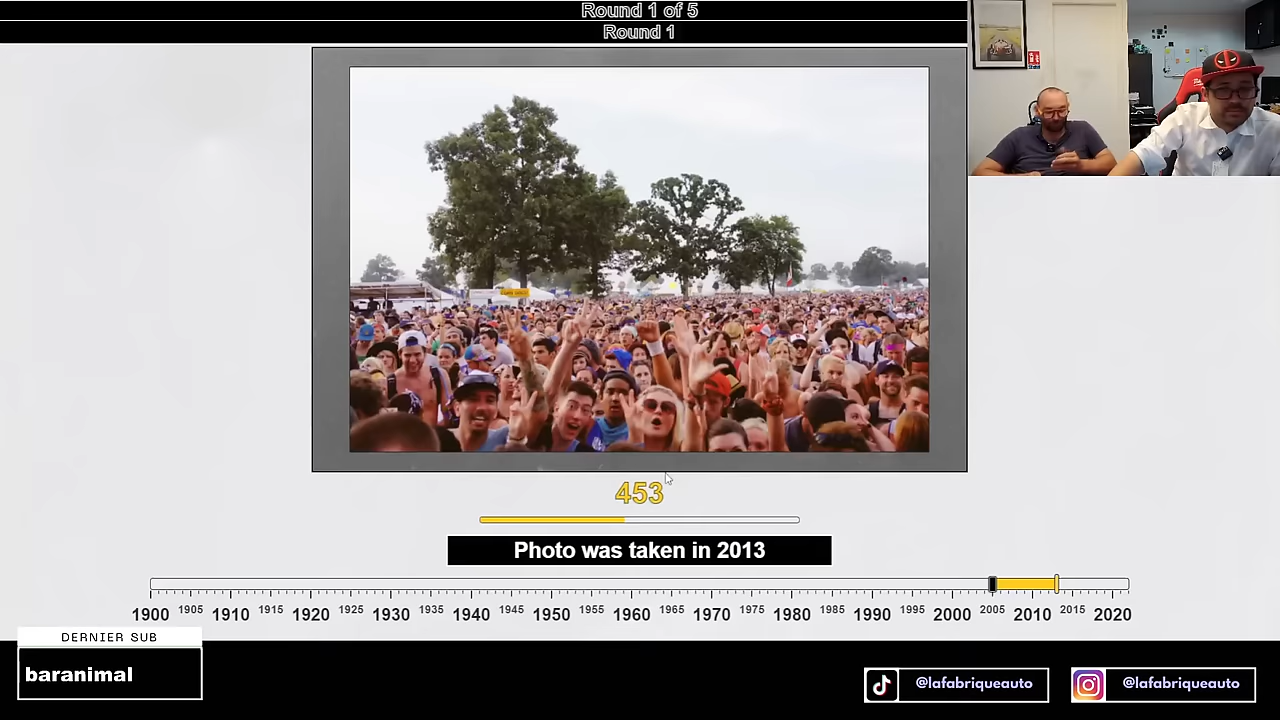 Round 1 of 5
Round 1
453
Photo was taken in 2013
1900 1905 1910 1915 1920 1925 1930 1935 1940 1945 1950 1955 1960 1965 1970 1975 1980 1985 1990 1995 2000 2005 2010 2015 2020
DERNIER SUB
baranimal
@lafabriqueauto
@lafabriqueauto